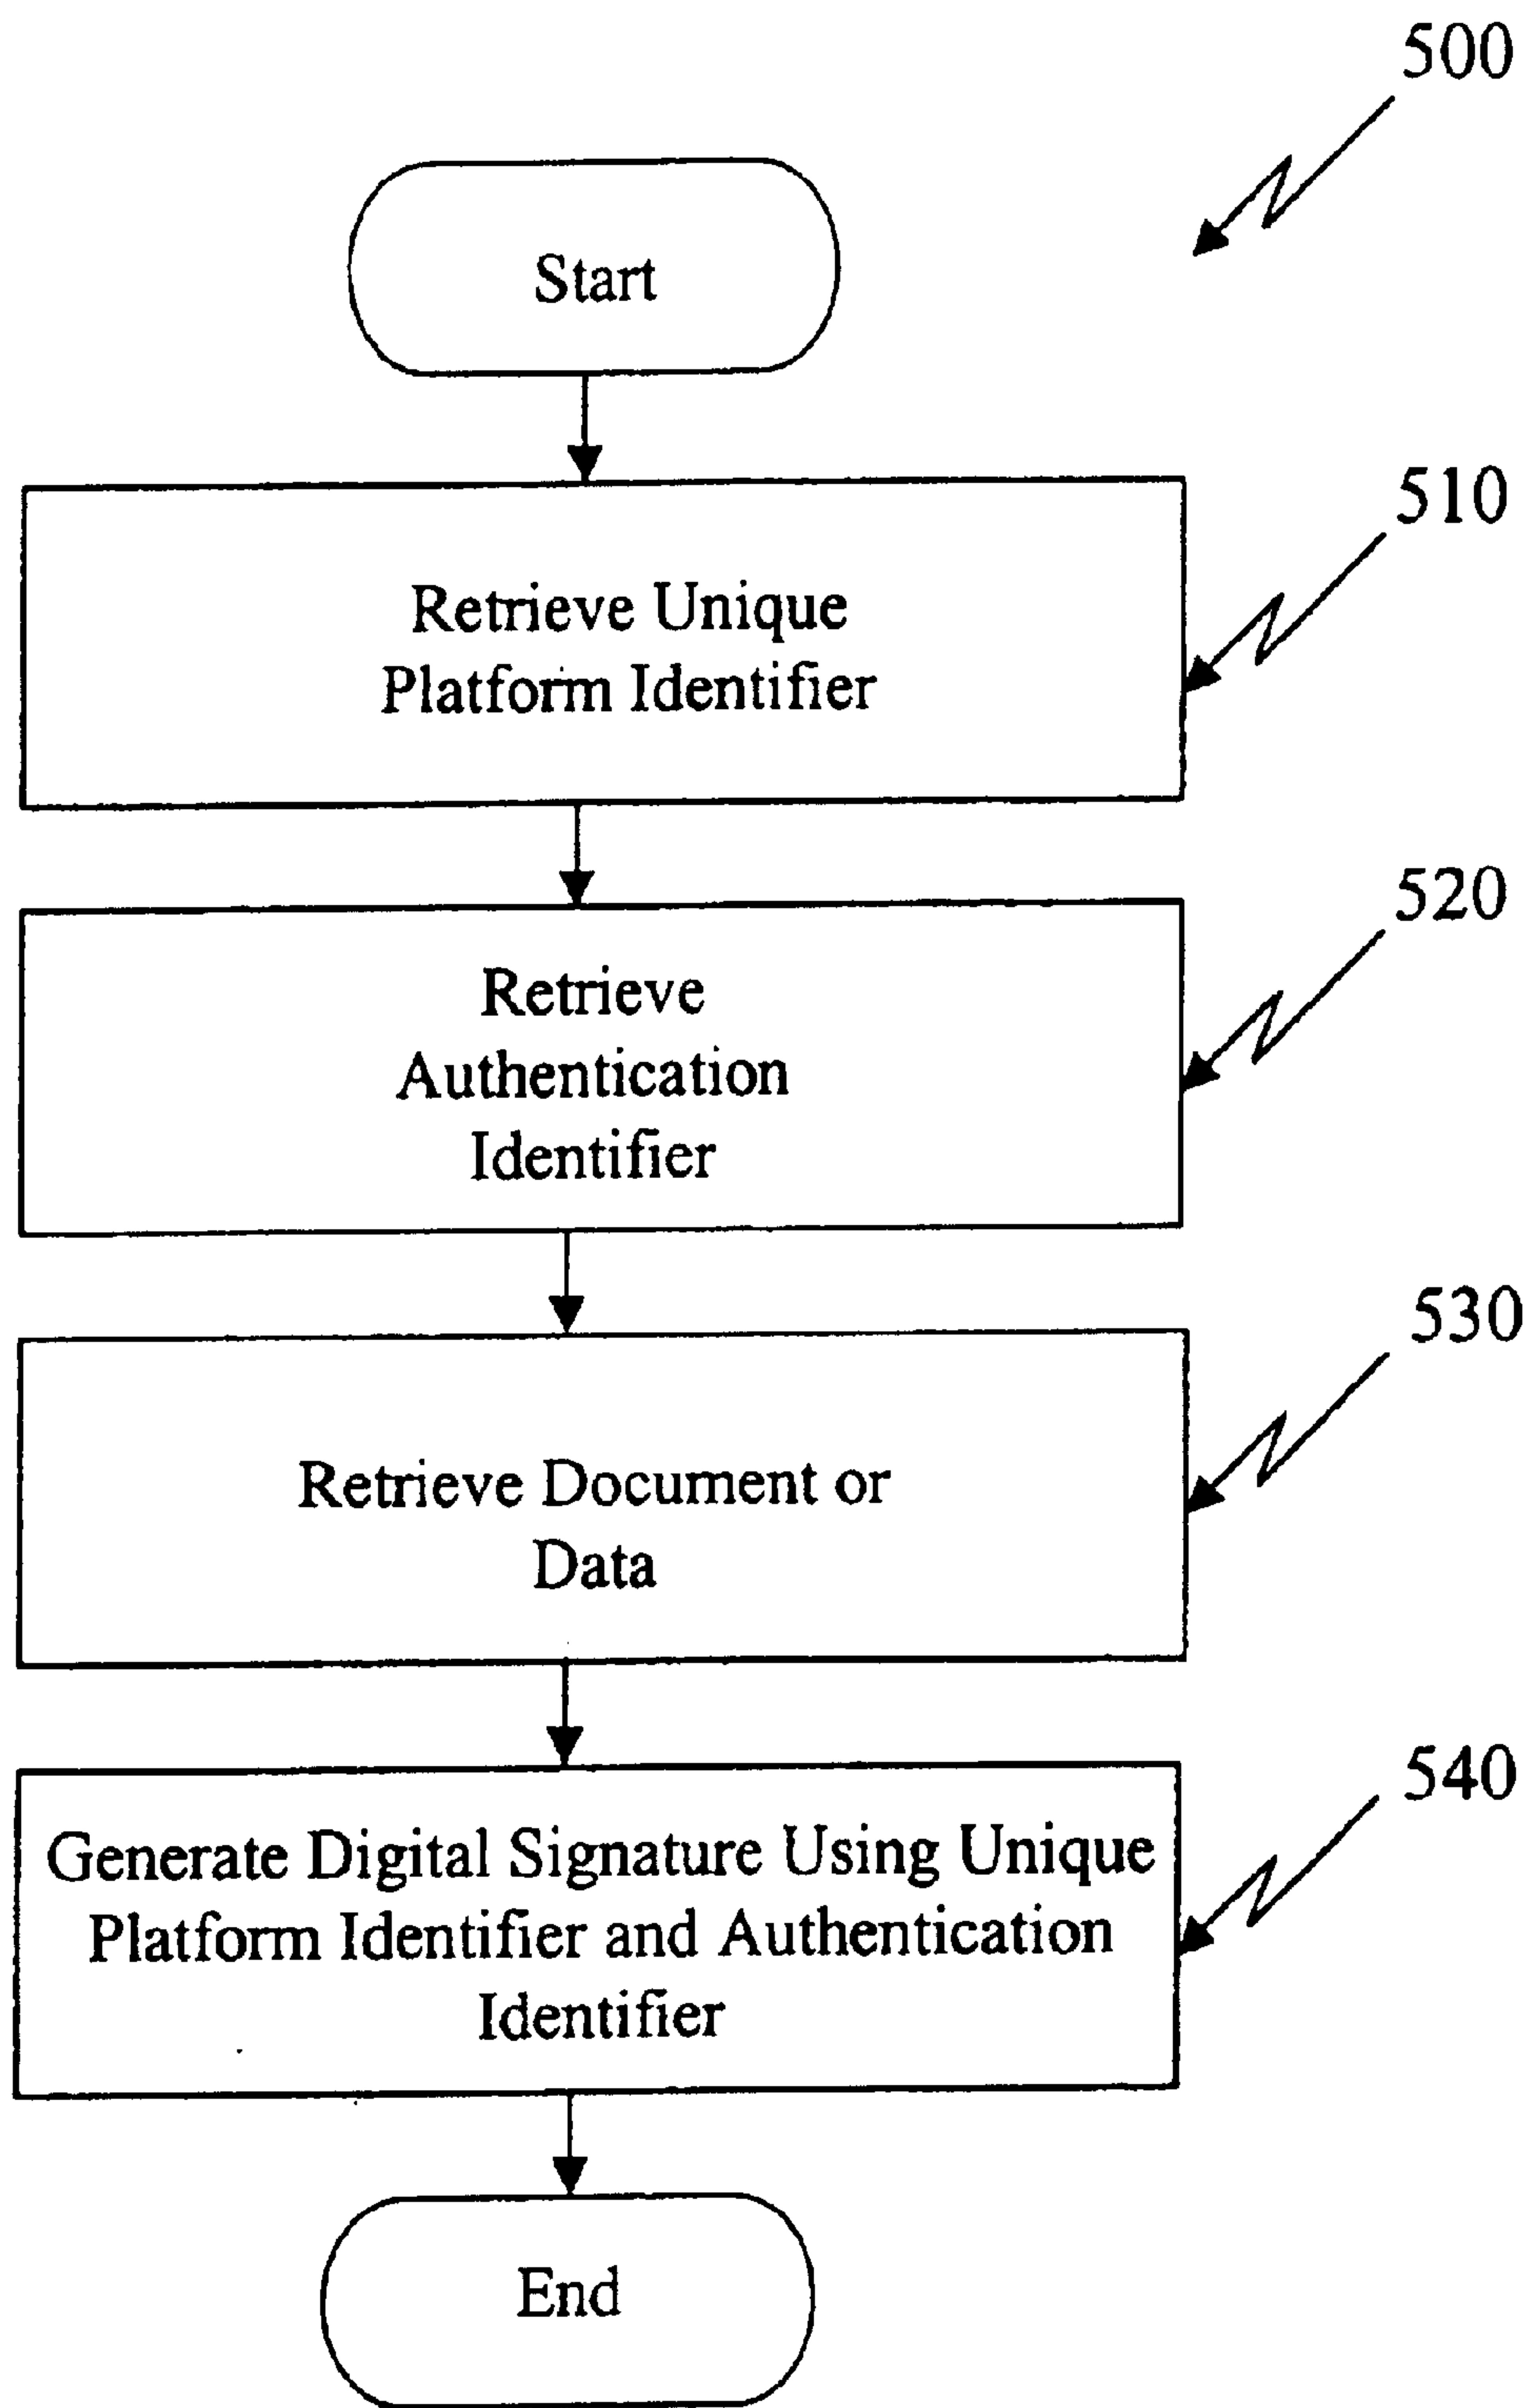 500
Start
510
Retrieve Unique
Platform Identifier
520
Retrieve
Authentication
Identifier
530
Retrieve Document or
Data
540
Generate Digital Signature Using Unique
Platform Identifier and Authentication
Identifier
End